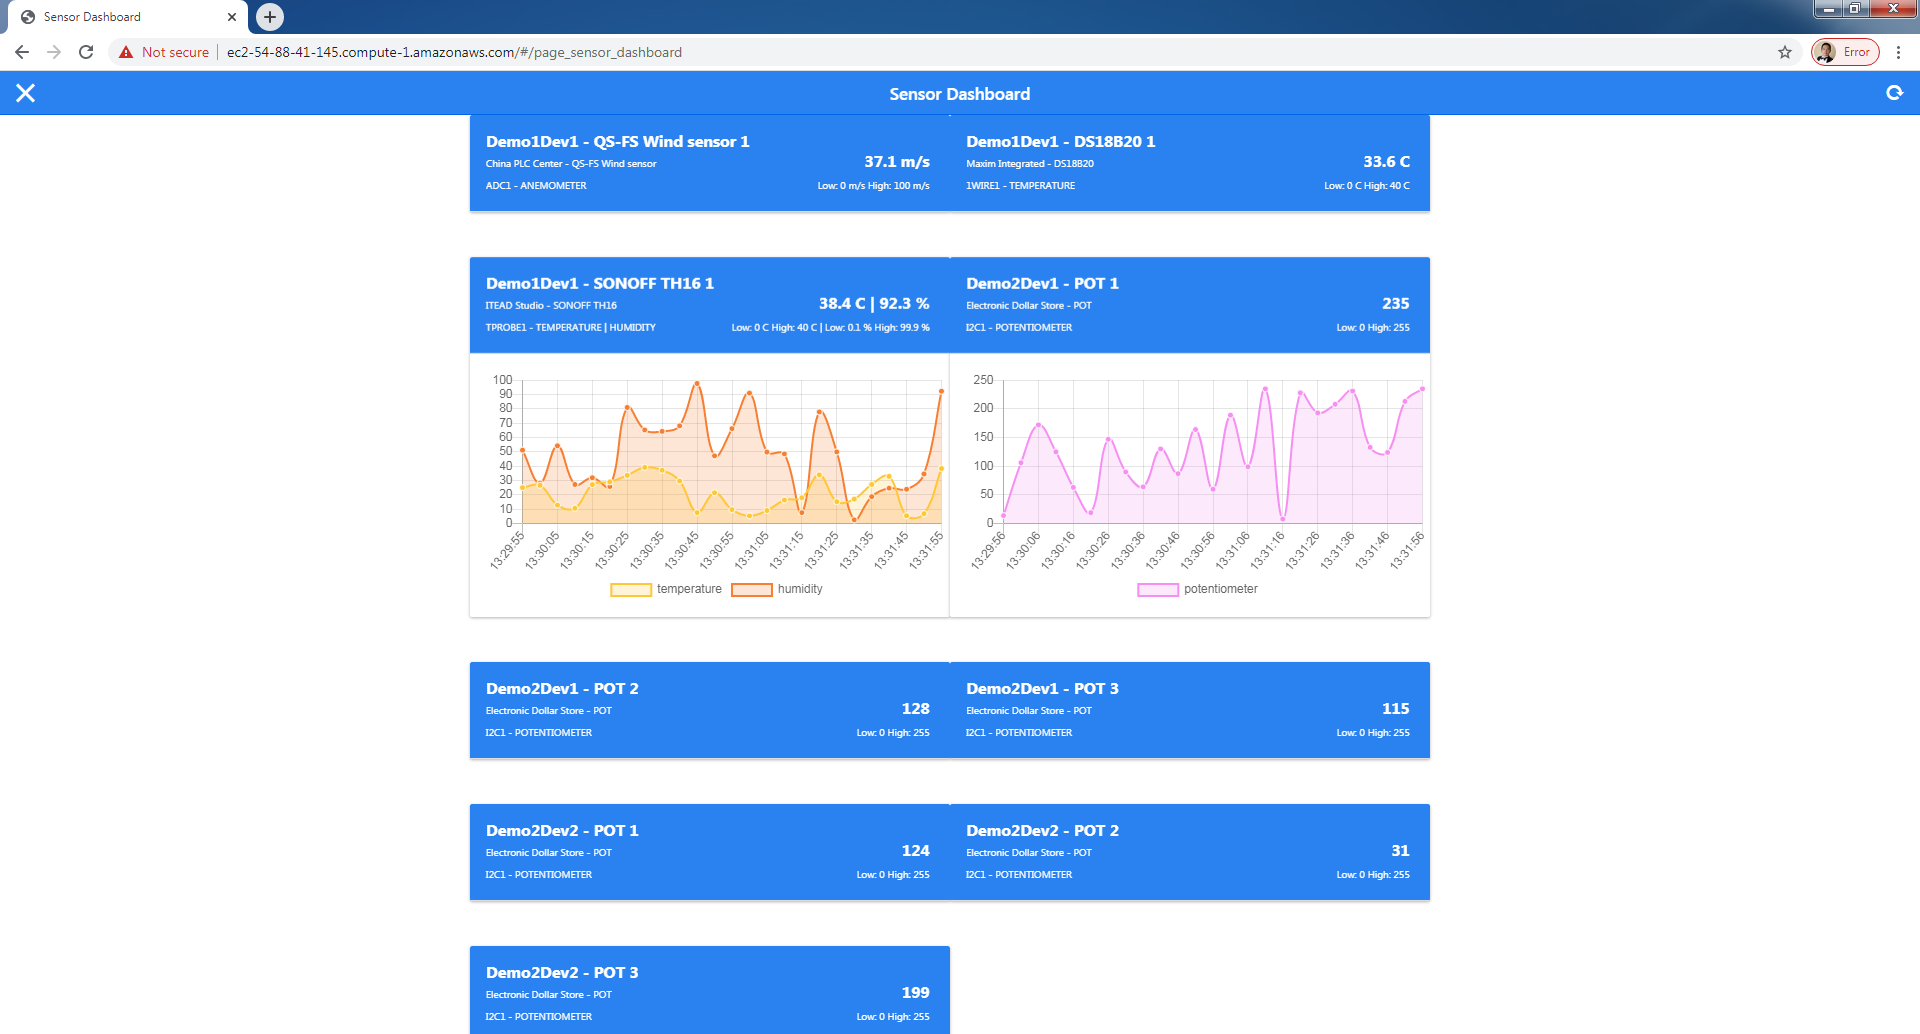 Sensor Dashboard
Not secure
ec2-54-88-41-145.compute-1.amazonaws.com/#/page_sensor_dashboard
Error
Sensor Dashboard
Demo1Dev1 - QS-FS Wind sensor 1
China PLC Center - QS-FS Wind sensor
37.1 m/s
ADC1 - ANEMOMETER
Low: 0 m/s High: 100 m/s
Demo1Dev1 - DS18B20 1
Maxim Integrated - DS18B20
33.6 C
1WIRE1 - TEMPERATURE
Low: 0 C High: 40 C
Demo1Dev1 - SONOFF TH16 1
ITEAD Studio - SONOFF TH16
38.4 C | 92.3 %
TPROBE1 - TEMPERATURE | HUMIDITY
Low: 0 C High: 40 C | Low: 0.1 % High: 99.9 %
100
90
80
70
60
50
40
30
20
10
0
13:29:55
13:30:05
13:30:15
13:30:25
13:30:35
13:30:45
13:30:55
13:31:05
13:31:15
13:31:25
13:31:35
13:31:45
13:31:55
temperature
humidity
Demo2Dev1 - POT 1
Electronic Dollar Store - POT
235
I2C1 - POTENTIOMETER
Low: 0 High: 255
250
200
150
100
50
0
13:29:56
13:30:06
13:30:16
13:30:26
13:30:36
13:30:46
13:30:56
13:31:06
13:31:16
13:31:26
13:31:36
13:31:46
13:31:56
potentiometer
Demo2Dev1 - POT 2
Electronic Dollar Store - POT
128
I2C1 - POTENTIOMETER
Low: 0 High: 255
Demo2Dev1 - POT 3
Electronic Dollar Store - POT
115
I2C1 - POTENTIOMETER
Low: 0 High: 255
Demo2Dev2 - POT 1
Electronic Dollar Store - POT
124
I2C1 - POTENTIOMETER
Low: 0 High: 255
Demo2Dev2 - POT 2
Electronic Dollar Store - POT
31
I2C1 - POTENTIOMETER
Low: 0 High: 255
Demo2Dev2 - POT 3
Electronic Dollar Store - POT
199
I2C1 - POTENTIOMETER
Low: 0 High: 255